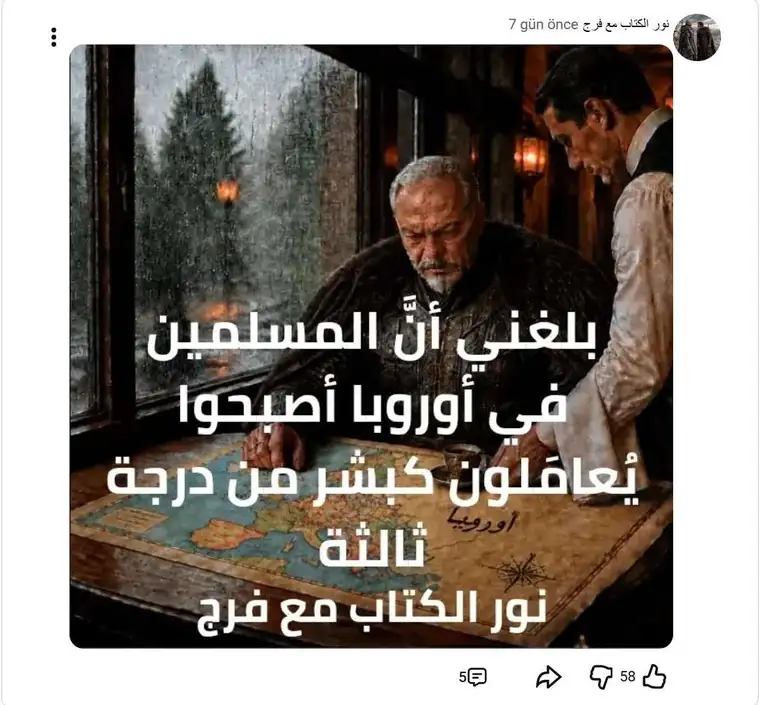 نور الكتاب مع فرج 7 gün önce
بلغني أنَّ المسلمين
في أوروبا أصبحوا
يُعامَلون كبشر من درجة
ثالثة
أوروپا
نور الكتاب مع فرج
58
5